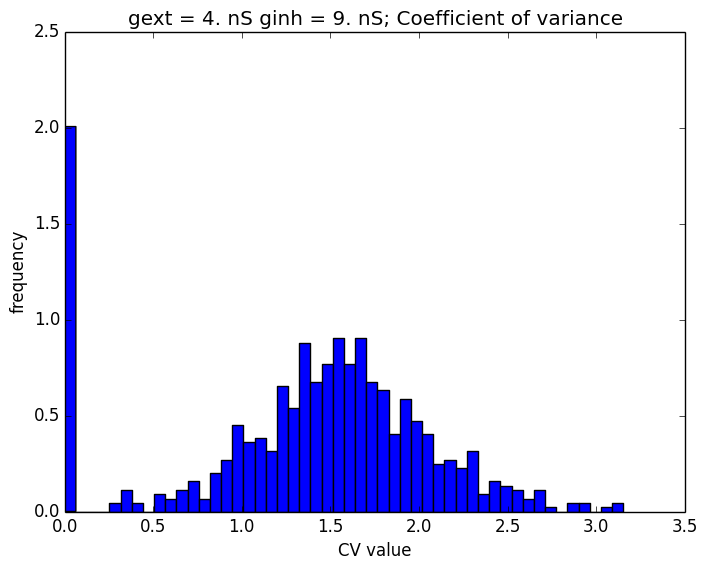 gext = 4. nS ginh = 9. nS; Coefficient of variance
2.5
2.0
1.5
1.0
0.5
0.0
frequency
0.0 0.5 1.0 1.5 2.0 2.5 3.0 3.5
CV value